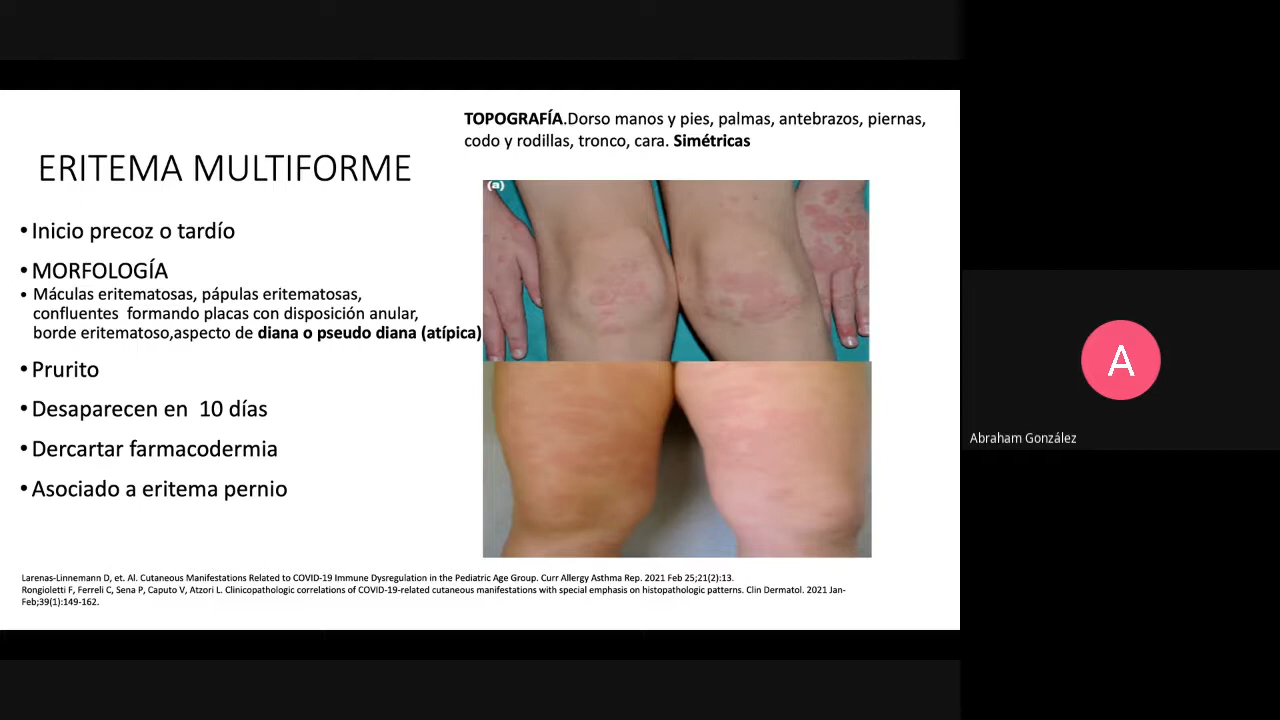 ERITEMA MULTIFORME
• Inicio precoz o tardío
• MORFOLOGÍA
• Máculas eritematosas, pápulas eritematosas,
confluentes formando placas con disposición anular,
borde eritematoso,aspecto de diana o pseudo diana (atípica)
• Prurito
• Desaparecen en 10 días
• Dercartar farmacodermia
• Asociado a eritema pernio
TOPOGRAFÍA.Dorso manos y pies, palmas, antebrazos, piernas,
codo y rodillas, tronco, cara. Simétricas
(a)
Larenas-Linnemann D, et. Al. Cutaneous Manifestations Related to COVID-19 Immune Dysregulation in the Pediatric Age Group. Curr Allergy Asthma Rep. 2021 Feb 25;21(2):13.
Rongioletti F, Ferreli C, Sena P, Caputo V, Atzori L. Clinicopathologic correlations of COVID-19-related cutaneous manifestations with special emphasis on histopathologic patterns. Clin Dermatol. 2021 Jan-
Feb;39(1):149-162.
A
Abraham González